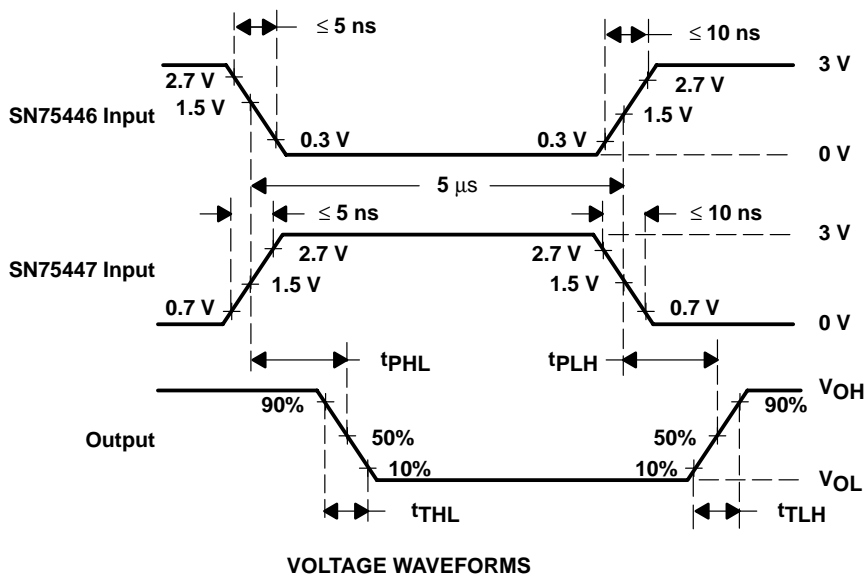 ≤ 5 ns
≤ 10 ns
3 V
2.7 V
2.7 V
1.5 V
1.5 V
SN75446 Input
0.3 V
0.3 V
0 V
5 μs
≤ 5 ns
≤ 10 ns
3 V
2.7 V
2.7 V
SN75447 Input
1.5 V
1.5 V
0.7 V
0.7 V
0 V
tPHL
tPLH
VOH
90%
90%
Output
50%
50%
10%
10%
VOL
tTHL
tTLH
VOLTAGE WAVEFORMS